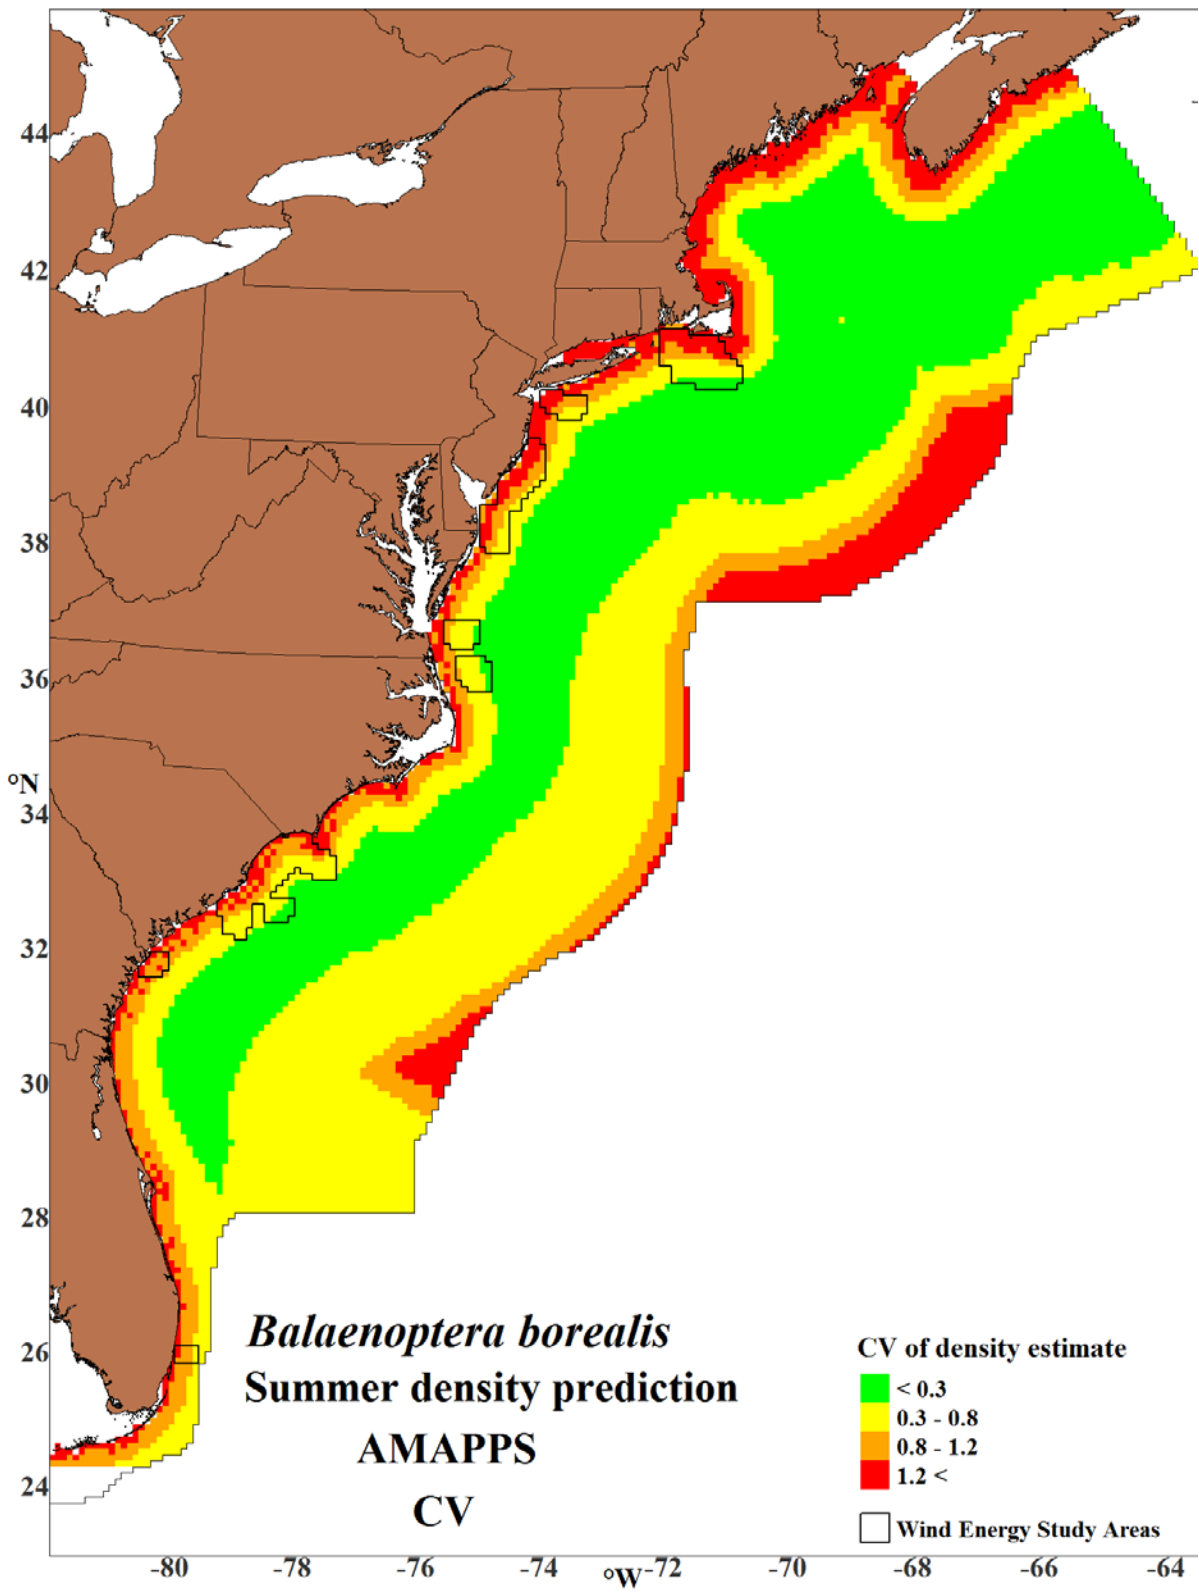 44
42
40
38
36
°N
34
32
30
28
26
24
Balaenoptera borealis
Summer density prediction
AMAPPS
CV
CV of density estimate
< 0.3
0.3 - 0.8
0.8 - 1.2
1.2 <
Wind Energy Study Areas
-80 -78 -76 -74 °W -72 -70 -68 -66 -64